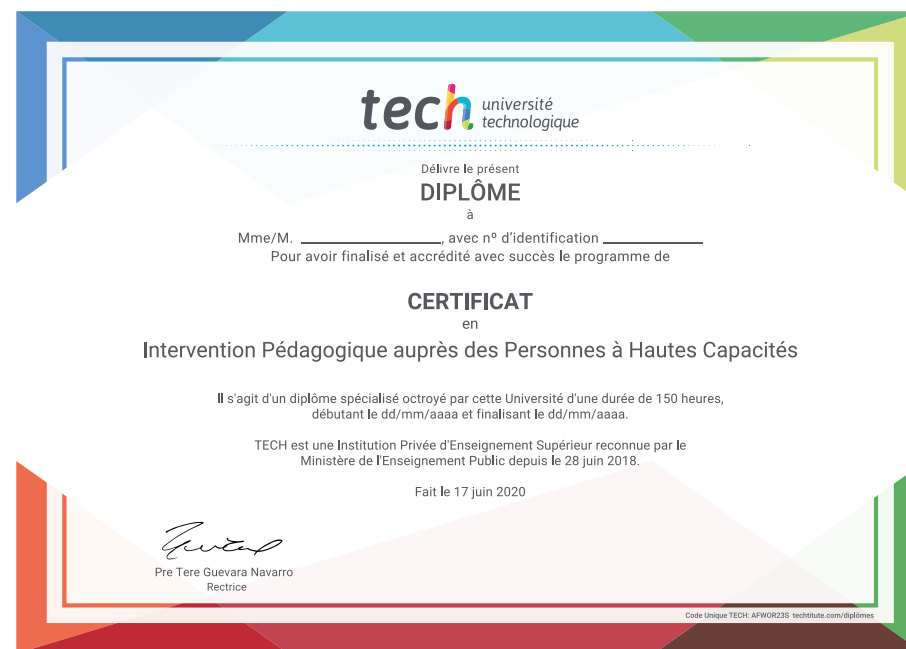 tech université
technologique
Délivre le présent
DIPLÔME
à
Mme/M. ____________________, avec nº d'identification ______________
Pour avoir finalisé et accrédité avec succès le programme de
CERTIFICAT
en
Intervention Pédagogique auprès des Personnes à Hautes Capacités
Il s'agit d'un diplôme spécialisé octroyé par cette Université d'une durée de 150 heures,
débutant le dd/mm/aaaa et finalisant le dd/mm/aaaa.
TECH est une Institution Privée d'Enseignement Supérieur reconnue par le
Ministère de l'Enseignement Public depuis le 28 juin 2018.
Fait le 17 juin 2020
Pre Tere Guevara Navarro
Rectrice
Code Unique TECH: AFWOR23S techtitute.com/diplômes